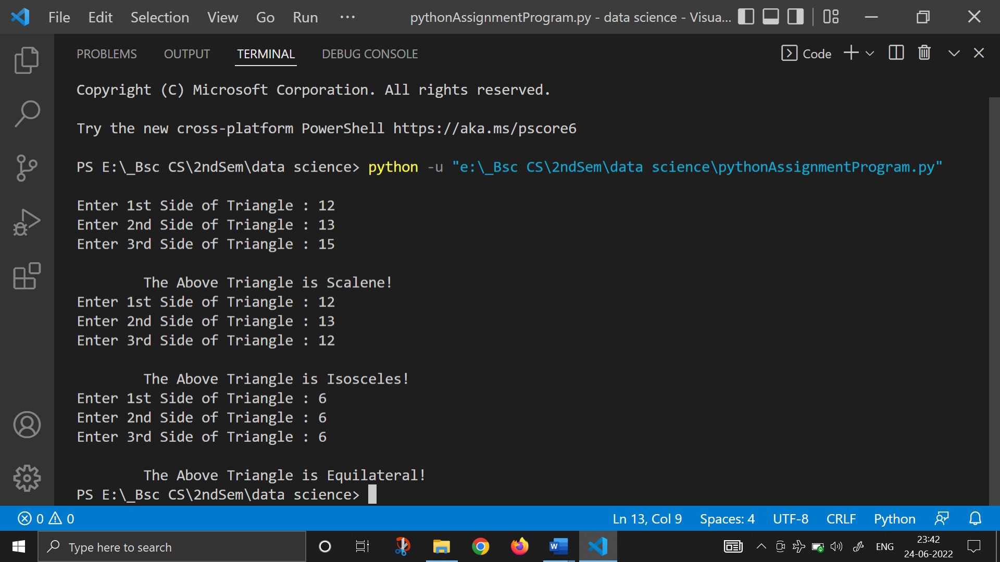 File Edit Selection View Go Run ··· pythonAssignmentProgram.py - data science - Visua...
PROBLEMS OUTPUT TERMINAL DEBUG CONSOLE Code
Copyright (C) Microsoft Corporation. All rights reserved.
Try the new cross-platform PowerShell https://aka.ms/pscore6
PS E:\_Bsc CS\2ndSem\data science> python -u "e:\_Bsc CS\2ndSem\data science\pythonAssignmentProgram.py"
Enter 1st Side of Triangle : 12
Enter 2nd Side of Triangle : 13
Enter 3rd Side of Triangle : 15
The Above Triangle is Scalene!
Enter 1st Side of Triangle : 12
Enter 2nd Side of Triangle : 13
Enter 3rd Side of Triangle : 12
The Above Triangle is Isosceles!
Enter 1st Side of Triangle : 6
Enter 2nd Side of Triangle : 6
Enter 3rd Side of Triangle : 6
The Above Triangle is Equilateral!
PS E:\_Bsc CS\2ndSem\data science>
0 0 Ln 13, Col 9 Spaces: 4 UTF-8 CRLF Python
Type here to search W ENG 23:42
24-06-2022